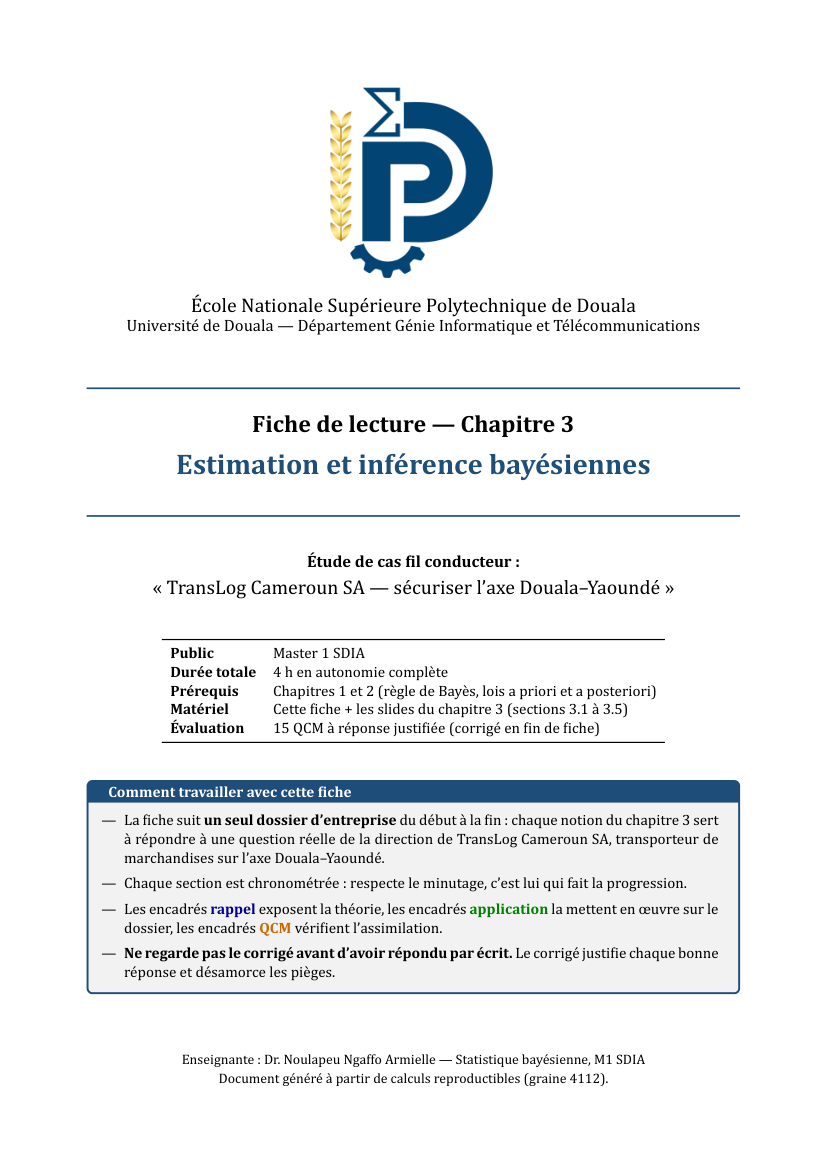 École Nationale Supérieure Polytechnique de Douala
Université de Douala — Département Génie Informatique et Télécommunications
Fiche de lecture — Chapitre 3
Estimation et inférence bayésiennes
Étude de cas fil conducteur :
« TransLog Cameroun SA — sécuriser l’axe Douala–Yaoundé »
Public Master 1 SDIA
Durée totale 4 h en autonomie complète
Prérequis Chapitres 1 et 2 (règle de Bayès, lois a priori et a posteriori)
Matériel Cette fiche + les slides du chapitre 3 (sections 3.1 à 3.5)
Évaluation 15 QCM à réponse justifiée (corrigé en fin de fiche)
Comment travailler avec cette fiche
— La fiche suit un seul dossier d’entreprise du début à la fin : chaque notion du chapitre 3 sert
à répondre à une question réelle de la direction de TransLog Cameroun SA, transporteur de
marchandises sur l’axe Douala–Yaoundé.
— Chaque section est chronométrée : respecte le minutage, c’est lui qui fait la progression.
— Les encadrés rappel exposent la théorie, les encadrés application la mettent en œuvre sur le
dossier, les encadrés QCM vérifient l’assimilation.
— Ne regarde pas le corrigé avant d’avoir répondu par écrit. Le corrigé justifie chaque bonne
réponse et désamorce les pièges.
Enseignante : Dr. Noulapeu Ngaffo Armielle — Statistique bayésienne, M1 SDIA
Document généré à partir de calculs reproductibles (graine 4112).